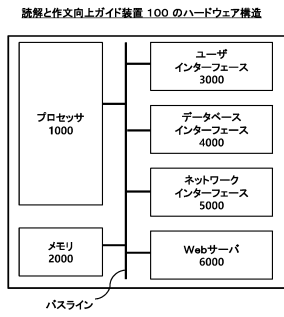 読解と作文向上ガイド装置 100 のハードウェア構造
プロセッサ
1000
メモリ
2000
ユーザ
インターフェース
3000
データベース
インターフェース
4000
ネットワーク
インターフェース
5000
Webサーバ
6000
バスライン